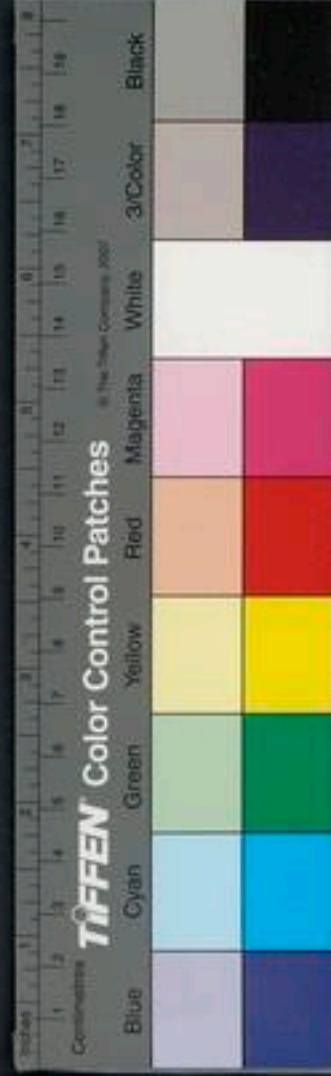 Inches 1 2 3 4 5 6 7 8
Centimetres 1 2 3 4 5 6 7 8 9 10 11 12 13 14 15 16 17 18 19
TIFFEN Color Control Patches
© The Tiffen Company, 2007
Blue Cyan Green Yellow Red Magenta White 3/Color Black